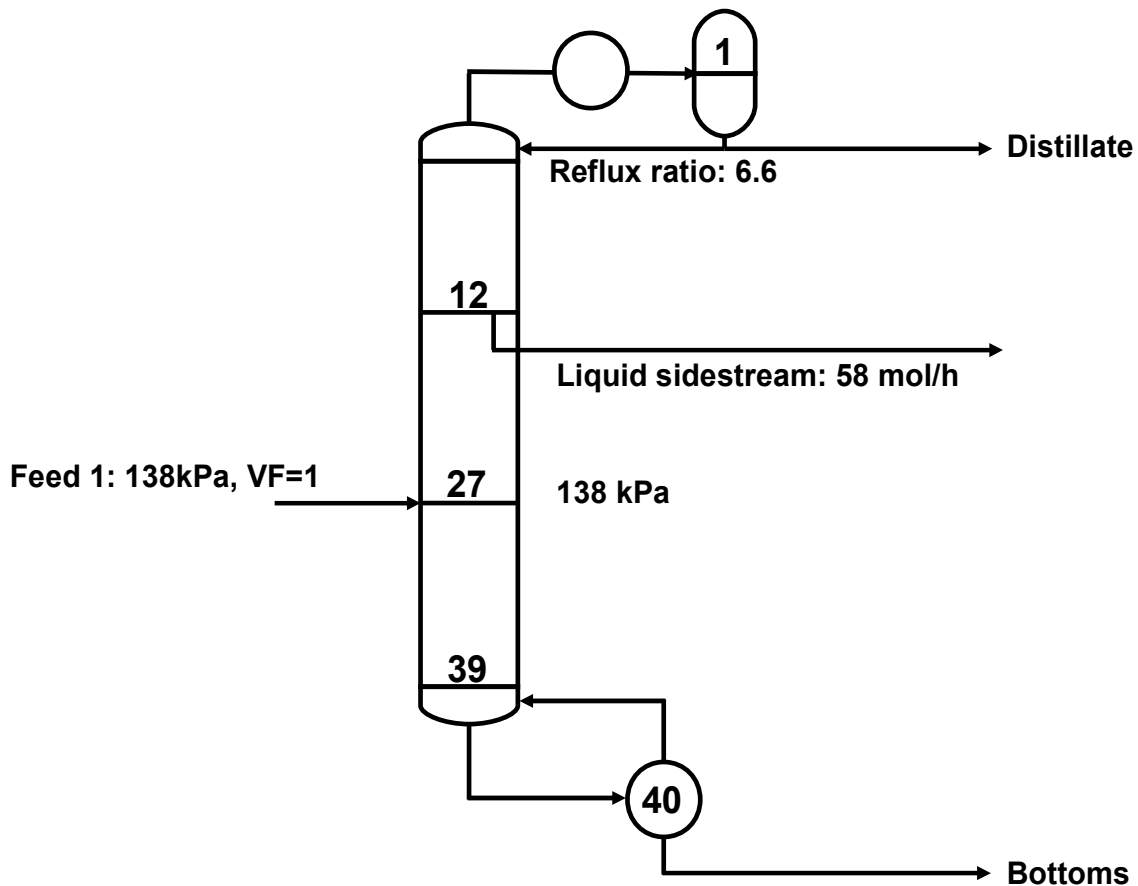 1
Distillate
Reflux ratio: 6.6
12
Liquid sidestream: 58 mol/h
Feed 1: 138kPa, VF=1
27
138 kPa
39
40
Bottoms